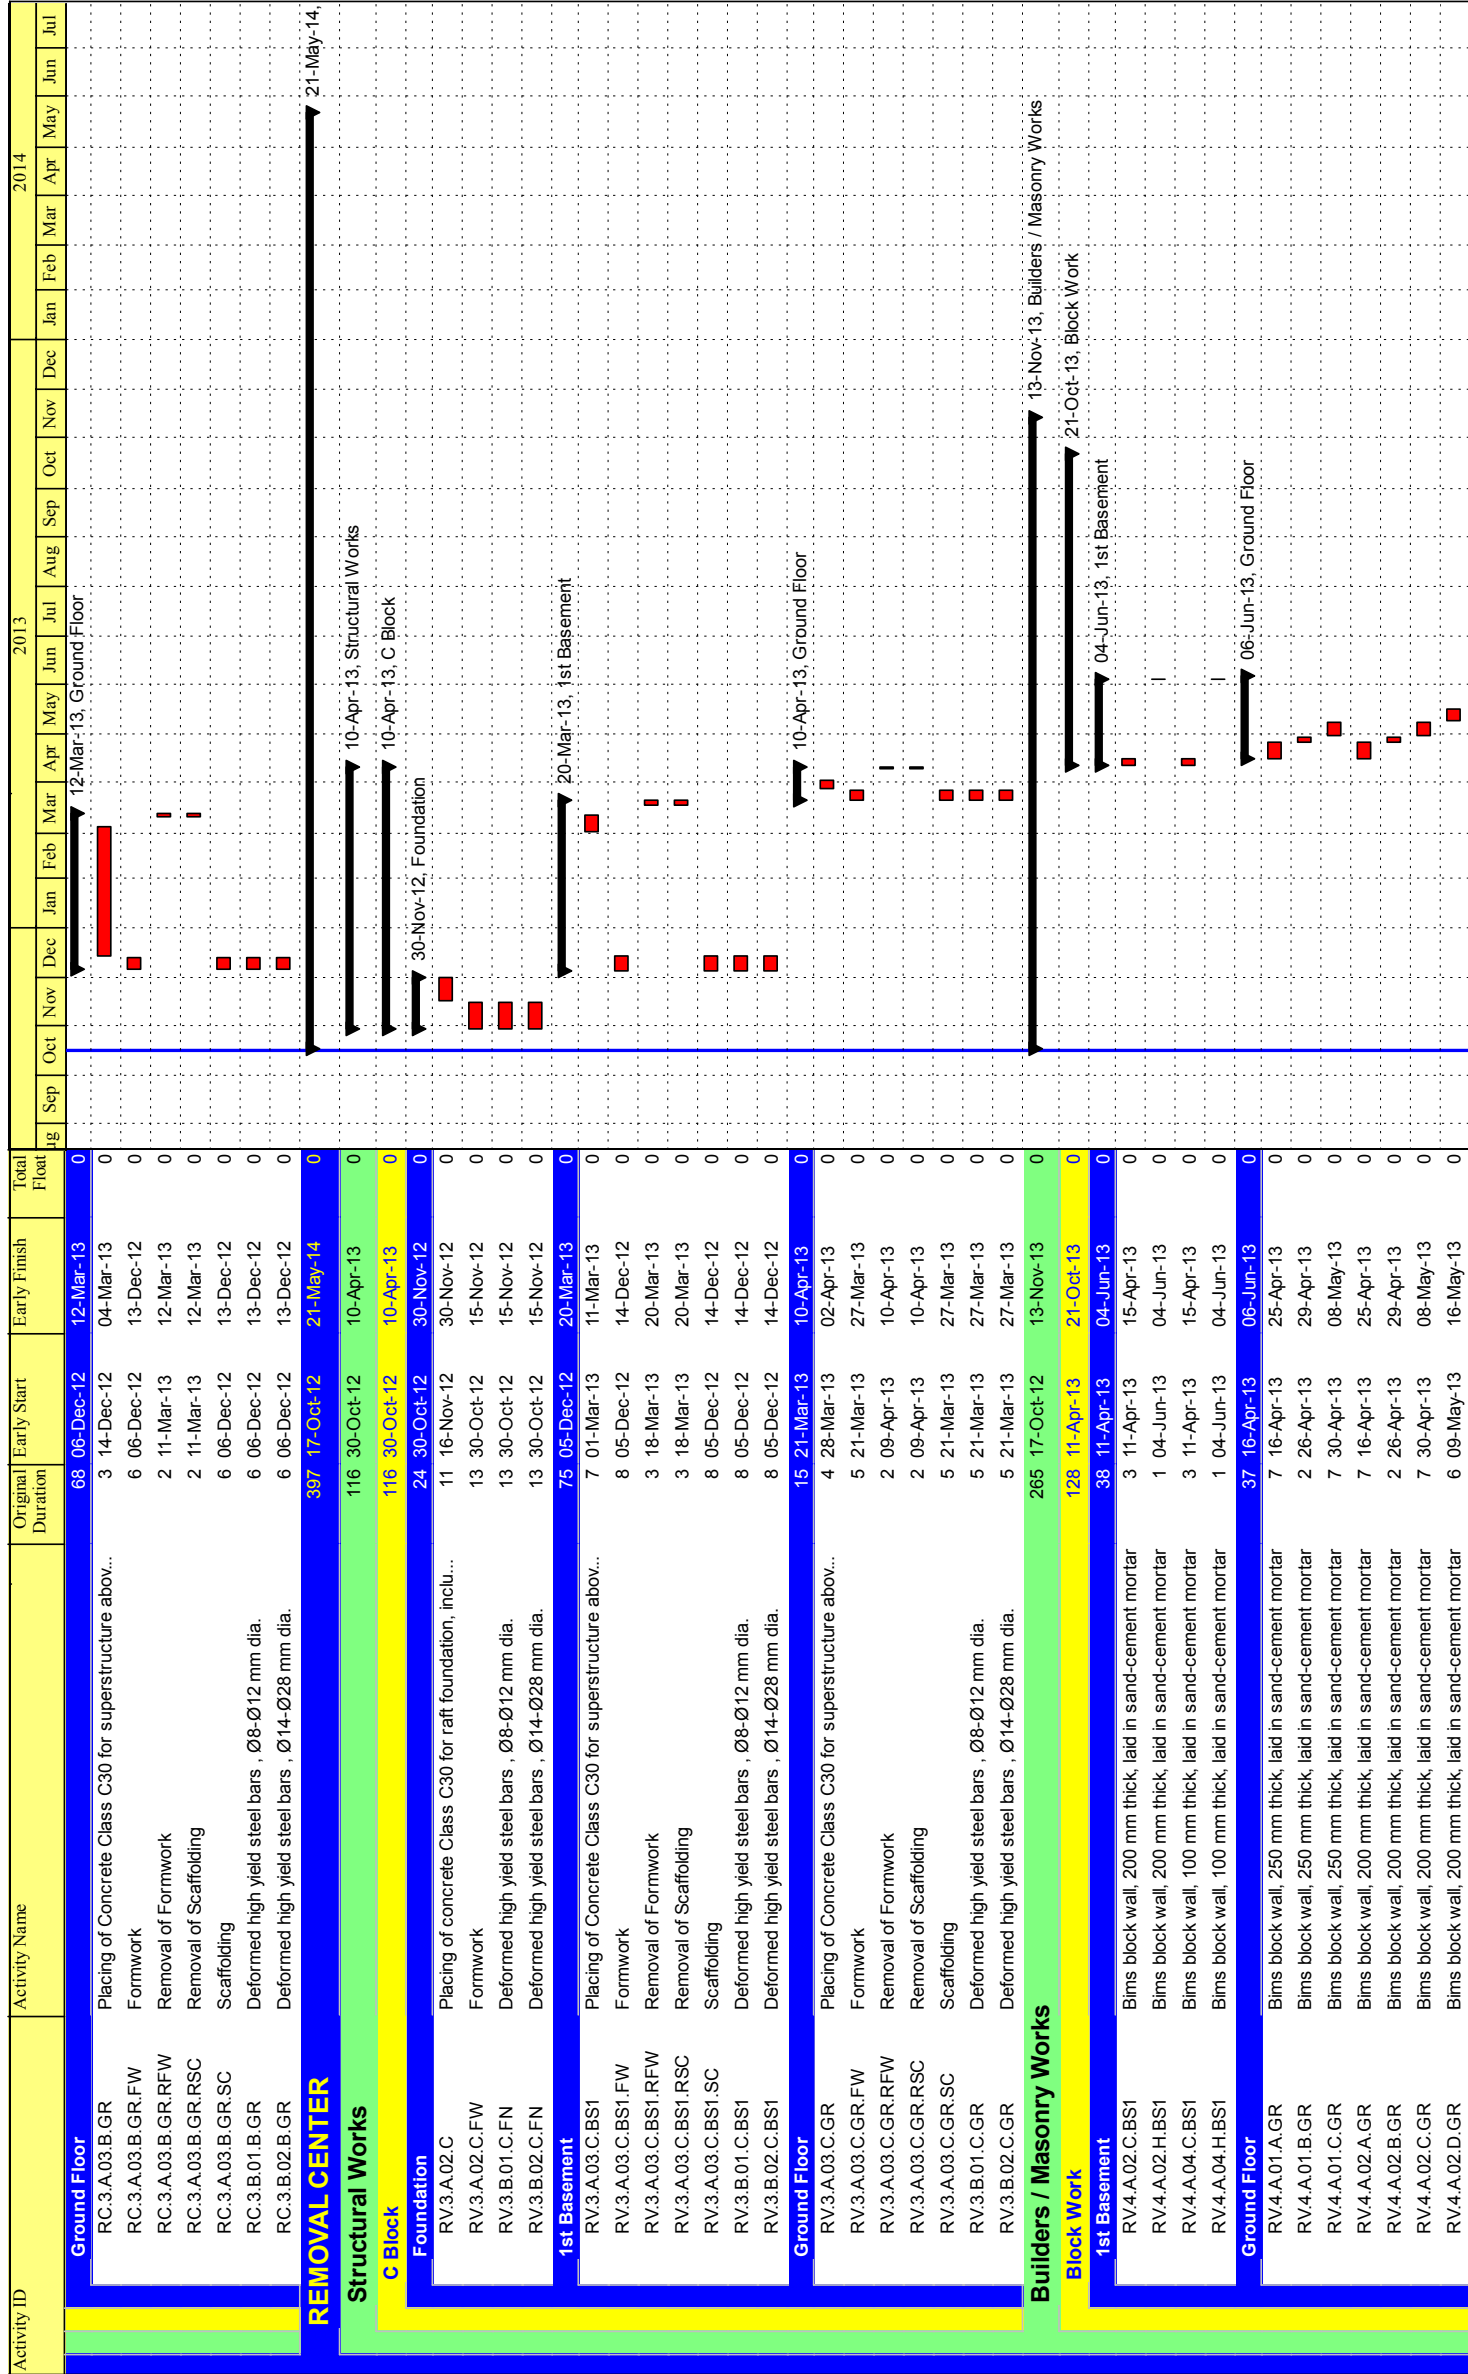 Activity ID Activity Name Original Duration Early Start Early Finish Total Float
2013 2014
ug Sep Oct Nov Dec Jan Feb Mar Apr May Jun Jul Aug Sep Oct Nov Dec Jan Feb Mar Apr May Jun Jul
Ground Floor 68 06-Dec-12 12-Mar-13 0 12-Mar-13, Ground Floor
RC.3.A.03.B.GR Placing of Concrete Class C30 for superstructure abov... 3 14-Dec-12 04-Mar-13 0
RC.3.A.03.B.GR.FW Formwork 6 06-Dec-12 13-Dec-12 0
RC.3.A.03.B.GR.RFW Removal of Formwork 2 11-Mar-13 12-Mar-13 0
RC.3.A.03.B.GR.RSC Removal of Scaffolding 2 11-Mar-13 12-Mar-13 0
RC.3.A.03.B.GR.SC Scaffolding 6 06-Dec-12 13-Dec-12 0
RC.3.B.01.B.GR Deformed high yield steel bars , Ø8-Ø12 mm dia. 6 06-Dec-12 13-Dec-12 0
RC.3.B.02.B.GR Deformed high yield steel bars , Ø14-Ø28 mm dia. 6 06-Dec-12 13-Dec-12 0
REMOVAL CENTER 397 17-Oct-12 21-May-14 0 21-May-14,
Structural Works 116 30-Oct-12 10-Apr-13 0 10-Apr-13, Structural Works
C Block 116 30-Oct-12 10-Apr-13 0 10-Apr-13, C Block
Foundation 24 30-Oct-12 30-Nov-12 0 30-Nov-12, Foundation
RV.3.A.02.C Placing of concrete Class C30 for raft foundation, inclu... 11 16-Nov-12 30-Nov-12 0
RV.3.A.02.C.FW Formwork 13 30-Oct-12 15-Nov-12 0
RV.3.B.01.C.FN Deformed high yield steel bars , Ø8-Ø12 mm dia. 13 30-Oct-12 15-Nov-12 0
RV.3.B.02.C.FN Deformed high yield steel bars , Ø14-Ø28 mm dia. 13 30-Oct-12 15-Nov-12 0
1st Basement 75 05-Dec-12 20-Mar-13 0 20-Mar-13, 1st Basement
RV.3.A.03.C.BS1 Placing of Concrete Class C30 for superstructure abov... 7 01-Mar-13 11-Mar-13 0
RV.3.A.03.C.BS1.FW Formwork 8 05-Dec-12 14-Dec-12 0
RV.3.A.03.C.BS1.RFW Removal of Formwork 3 18-Mar-13 20-Mar-13 0
RV.3.A.03.C.BS1.RSC Removal of Scaffolding 3 18-Mar-13 20-Mar-13 0
RV.3.A.03.C.BS1.SC Scaffolding 8 05-Dec-12 14-Dec-12 0
RV.3.B.01.C.BS1 Deformed high yield steel bars , Ø8-Ø12 mm dia. 8 05-Dec-12 14-Dec-12 0
RV.3.B.02.C.BS1 Deformed high yield steel bars , Ø14-Ø28 mm dia. 8 05-Dec-12 14-Dec-12 0
Ground Floor 15 21-Mar-13 10-Apr-13 0 10-Apr-13, Ground Floor
RV.3.A.03.C.GR Placing of Concrete Class C30 for superstructure abov... 4 28-Mar-13 02-Apr-13 0
RV.3.A.03.C.GR.FW Formwork 5 21-Mar-13 27-Mar-13 0
RV.3.A.03.C.GR.RFW Removal of Formwork 2 09-Apr-13 10-Apr-13 0
RV.3.A.03.C.GR.RSC Removal of Scaffolding 2 09-Apr-13 10-Apr-13 0
RV.3.A.03.C.GR.SC Scaffolding 5 21-Mar-13 27-Mar-13 0
RV.3.B.01.C.GR Deformed high yield steel bars , Ø8-Ø12 mm dia. 5 21-Mar-13 27-Mar-13 0
RV.3.B.02.C.GR Deformed high yield steel bars , Ø14-Ø28 mm dia. 5 21-Mar-13 27-Mar-13 0
Builders / Masonry Works 265 17-Oct-12 13-Nov-13 0 13-Nov-13, Builders / Masonry Works
Block Work 128 11-Apr-13 21-Oct-13 0 21-Oct-13, Block Work
1st Basement 38 11-Apr-13 04-Jun-13 0 04-Jun-13, 1st Basement
RV.4.A.02.C.BS1 Bims block wall, 200 mm thick, laid in sand-cement mortar 3 11-Apr-13 15-Apr-13 0
RV.4.A.02.H.BS1 Bims block wall, 200 mm thick, laid in sand-cement mortar 1 04-Jun-13 04-Jun-13 0
RV.4.A.04.C.BS1 Bims block wall, 100 mm thick, laid in sand-cement mortar 3 11-Apr-13 15-Apr-13 0
RV.4.A.04.H.BS1 Bims block wall, 100 mm thick, laid in sand-cement mortar 1 04-Jun-13 04-Jun-13 0
Ground Floor 37 16-Apr-13 06-Jun-13 0 06-Jun-13, Ground Floor
RV.4.A.01.A.GR Bims block wall, 250 mm thick, laid in sand-cement mortar 7 16-Apr-13 25-Apr-13 0
RV.4.A.01.B.GR Bims block wall, 250 mm thick, laid in sand-cement mortar 2 26-Apr-13 29-Apr-13 0
RV.4.A.01.C.GR Bims block wall, 250 mm thick, laid in sand-cement mortar 7 30-Apr-13 08-May-13 0
RV.4.A.02.A.GR Bims block wall, 200 mm thick, laid in sand-cement mortar 7 16-Apr-13 25-Apr-13 0
RV.4.A.02.B.GR Bims block wall, 200 mm thick, laid in sand-cement mortar 2 26-Apr-13 29-Apr-13 0
RV.4.A.02.C.GR Bims block wall, 200 mm thick, laid in sand-cement mortar 7 30-Apr-13 08-May-13 0
RV.4.A.02.D.GR Bims block wall, 200 mm thick, laid in sand-cement mortar 6 09-May-13 16-May-13 0